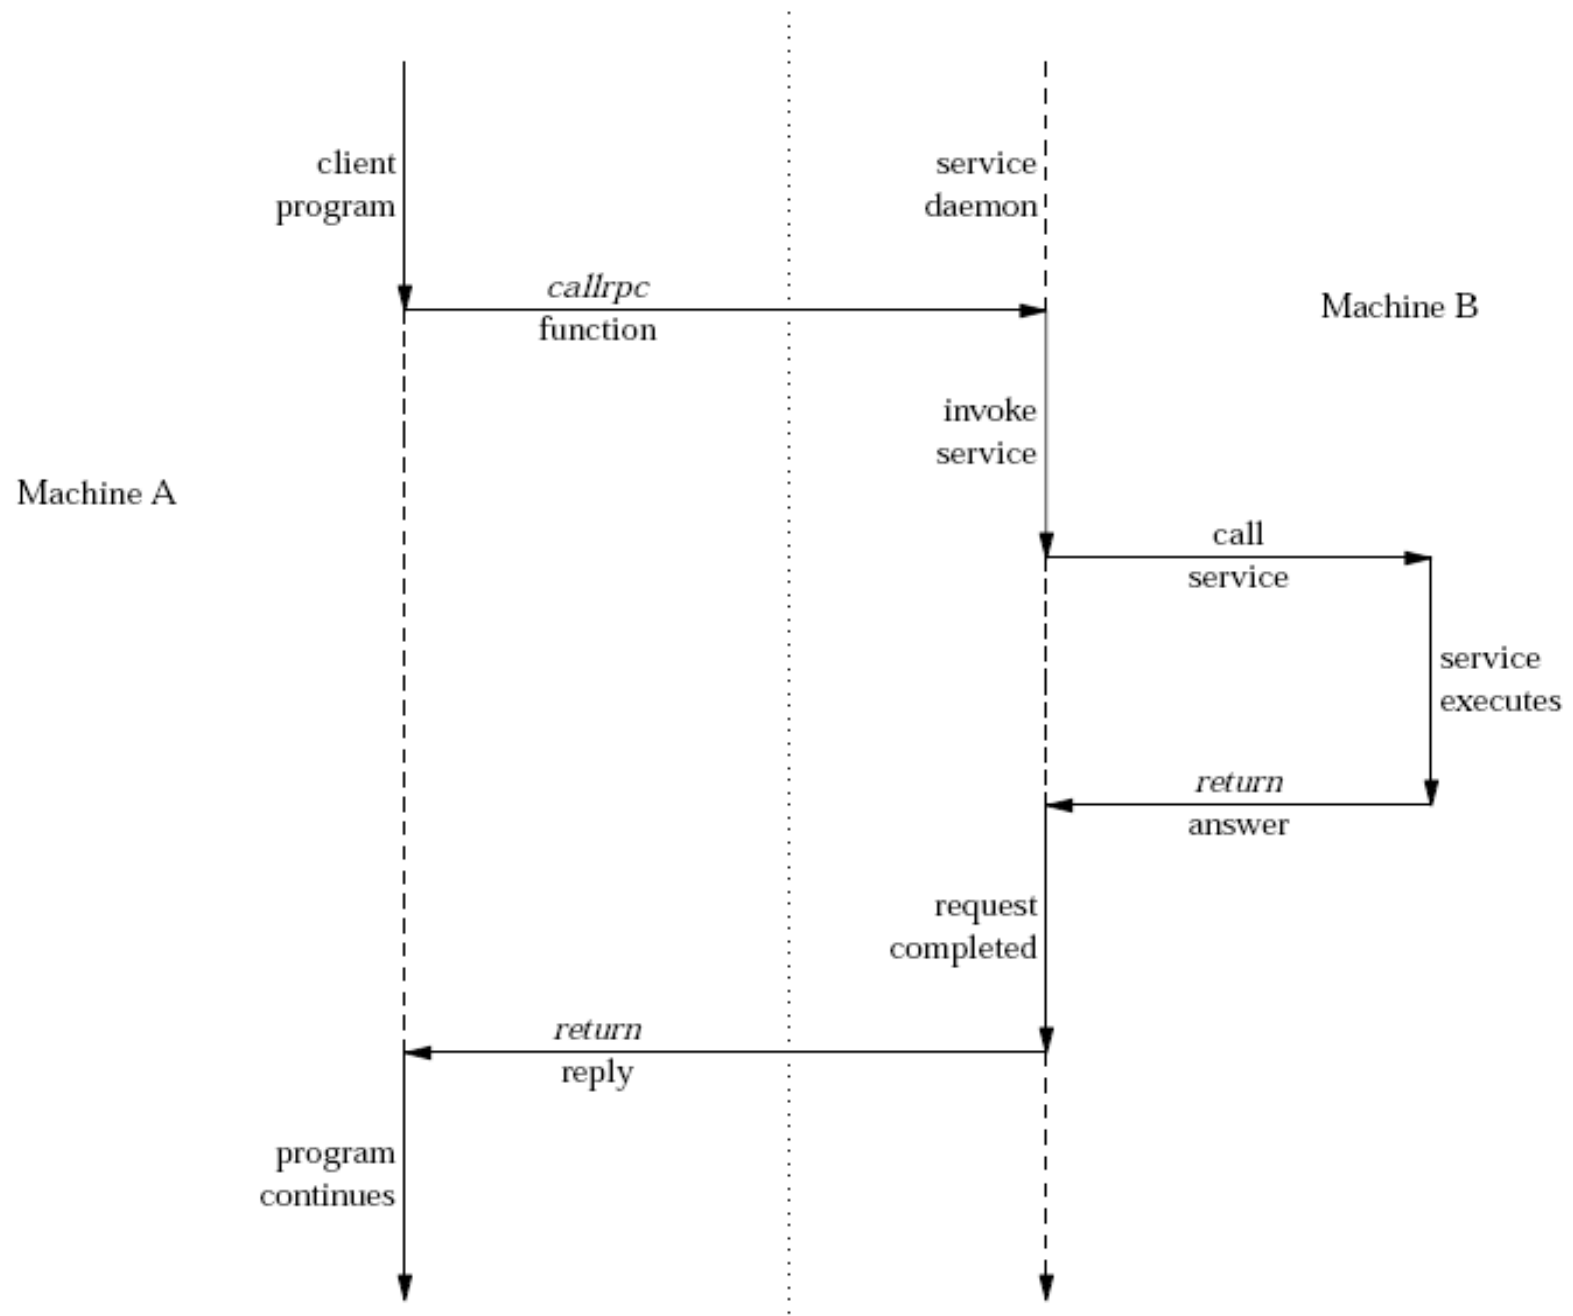 client
program
service
daemon
callrpc
function
Machine B
invoke
service
Machine A
call
service
service
executes
return
answer
request
completed
return
reply
program
continues